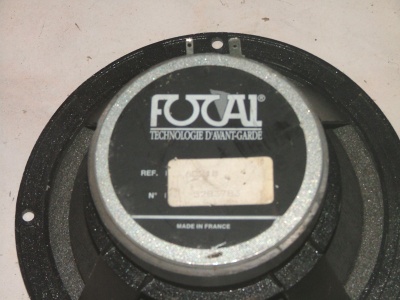 FOCAL®
TECHNOLOGIE D'AVANT-GARDE
REF.
N°
MADE IN FRANCE